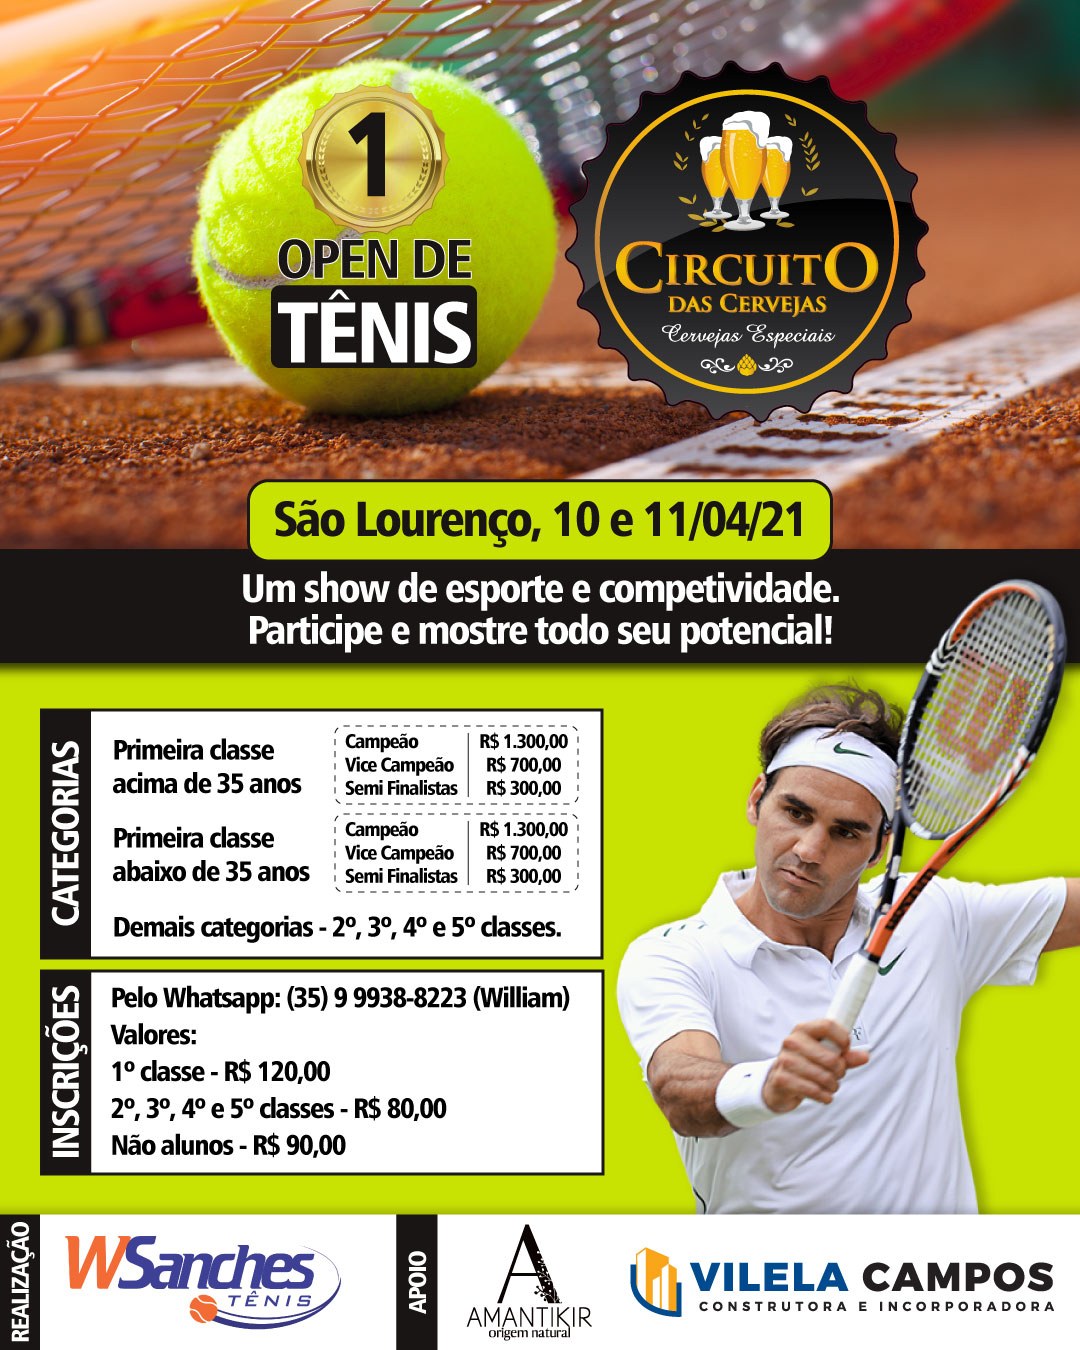 1
OPEN DE
TÊNIS
CIRCUITO
DAS CERVEJAS
Cervejas Especiais
São Lourenço, 10 e 11/04/21
Um show de esporte e competividade.
Participe e mostre todo seu potencial!
CATEGORIAS
Primeira classe
acima de 35 anos
Campeão R$ 1.300,00
Vice Campeão R$ 700,00
Semi Finalistas R$ 300,00
Primeira classe
abaixo de 35 anos
Campeão R$ 1.300,00
Vice Campeão R$ 700,00
Semi Finalistas R$ 300,00
Demais categorias - 2º, 3º, 4º e 5º classes.
INSCRIÇÕES
Pelo Whatsapp: (35) 9 9938-8223 (William)
Valores:
1º classe - R$ 120,00
2º, 3º, 4º e 5º classes - R$ 80,00
Não alunos - R$ 90,00
REALIZAÇÃO
WSanches
TÊNIS
APOIO
A
AMANTIKIR
origem natural
VILELA CAMPOS
CONSTRUTORA E INCORPORADORA